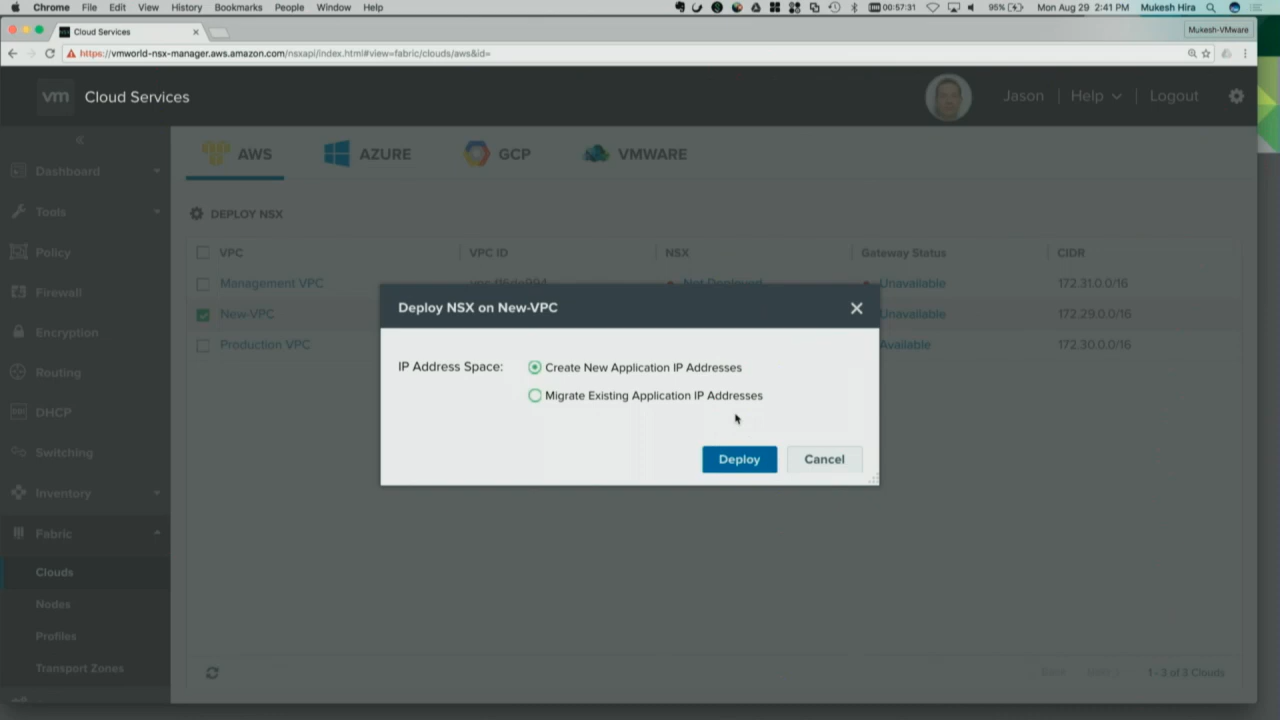 Chrome File Edit View History Bookmarks People Window Help 00:57:31 95% Mon Aug 29 2:41 PM Mukesh Hira
Cloud Services Mukesh-VMware
https://vmworld-nsx-manager.aws.amazon.com/nsxapi/index.html#view=fabric/clouds/aws&id=
vm Cloud Services Jason Help Logout
AWS AZURE GCP VMWARE
Dashboard
Tools
Policy
Firewall
Encryption
Routing
DHCP
Switching
Inventory
Fabric
Clouds
Nodes
Profiles
Transport Zones
DEPLOY NSX
VPC VPC ID NSX Gateway Status CIDR
Management VPC Not Deployed Unavailable 172.31.0.0/16
New-VPC Unavailable 172.29.0.0/16
Production VPC Available 172.30.0.0/16
Deploy NSX on New-VPC
IP Address Space: Create New Application IP Addresses
Migrate Existing Application IP Addresses
Deploy Cancel
1 - 3 of 3 Clouds